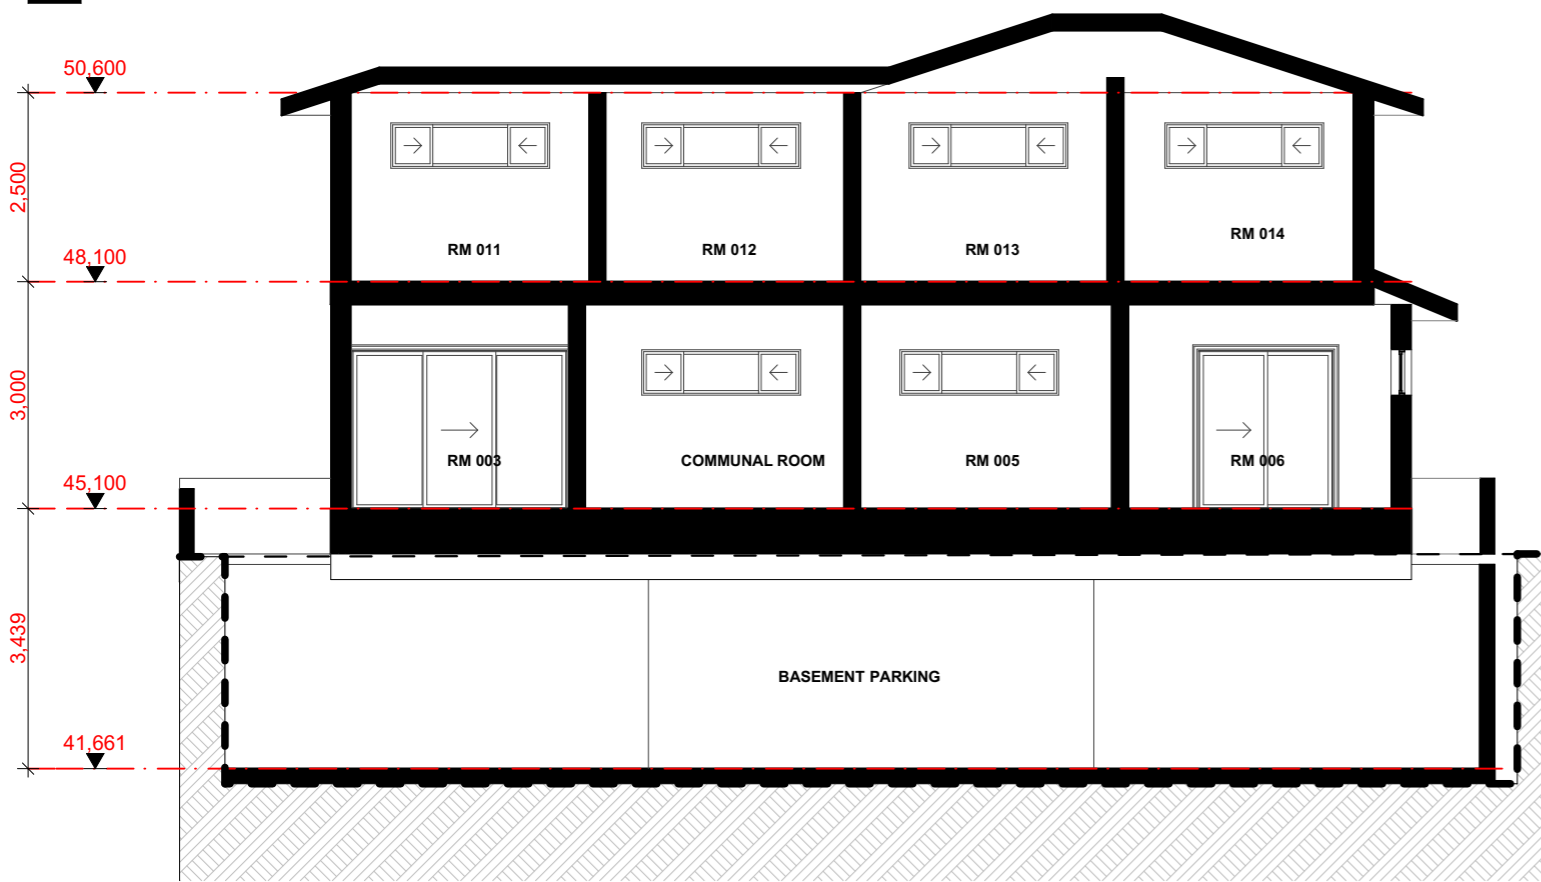 50,600
2,500
RM 011
RM 012
RM 013
RM 014
48,100
3,000
RM 003
COMMUNAL ROOM
RM 005
RM 006
45,100
3,439
BASEMENT PARKING
41,661